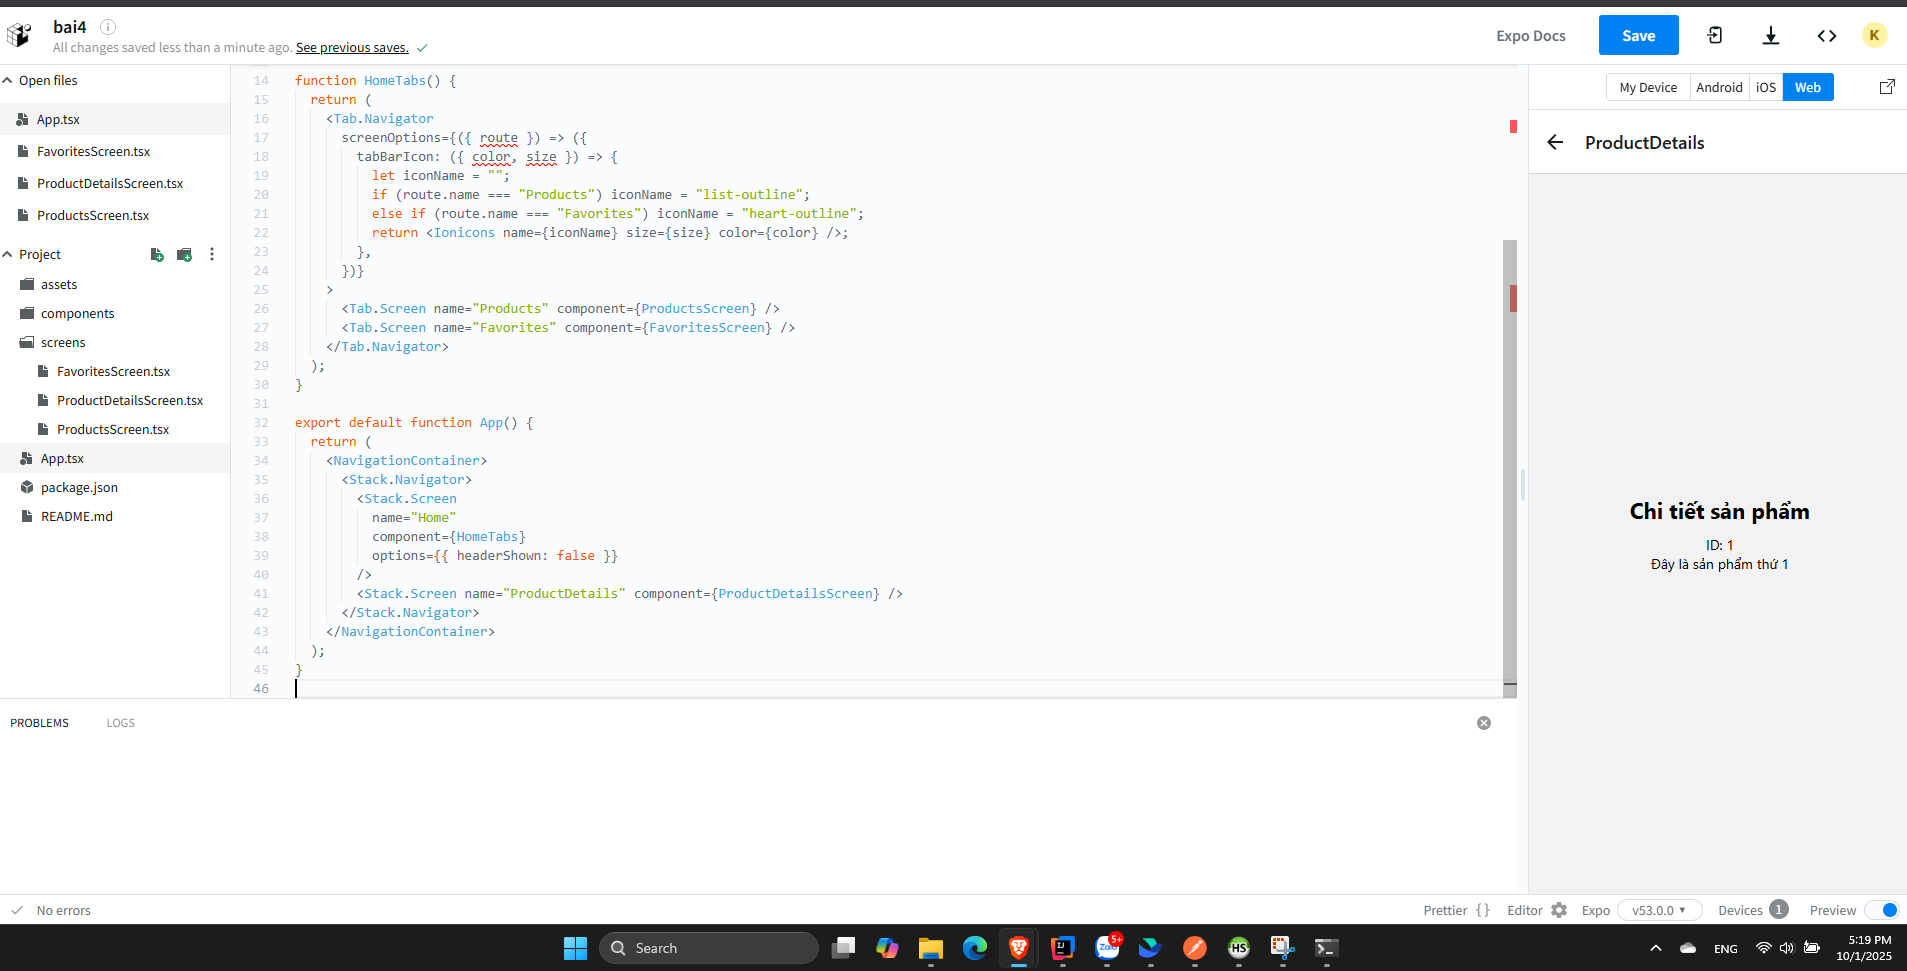 bai4
All changes saved less than a minute ago. See previous saves.
Expo Docs
Save
K
Open files
App.tsx
FavoritesScreen.tsx
ProductDetailsScreen.tsx
ProductsScreen.tsx
Project
assets
components
screens
FavoritesScreen.tsx
ProductDetailsScreen.tsx
ProductsScreen.tsx
App.tsx
package.json
README.md
14 function HomeTabs() {
15 return (
16 <Tab.Navigator
17 screenOptions={({ route }) => ({
18 tabBarIcon: ({ color, size }) => {
19 let iconName = "";
20 if (route.name === "Products") iconName = "list-outline";
21 else if (route.name === "Favorites") iconName = "heart-outline";
22 return <Ionicons name={iconName} size={size} color={color} />;
23 },
24 })}
25 >
26 <Tab.Screen name="Products" component={ProductsScreen} />
27 <Tab.Screen name="Favorites" component={FavoritesScreen} />
28 </Tab.Navigator>
29 );
30 }
31
32 export default function App() {
33 return (
34 <NavigationContainer>
35 <Stack.Navigator>
36 <Stack.Screen
37 name="Home"
38 component={HomeTabs}
39 options={{ headerShown: false }}
40 />
41 <Stack.Screen name="ProductDetails" component={ProductDetailsScreen} />
42 </Stack.Navigator>
43 </NavigationContainer>
44 );
45 }
46
My Device Android iOS Web
ProductDetails
Chi tiết sản phẩm
ID: 1
Đây là sản phẩm thứ 1
PROBLEMS LOGS
No errors
Prettier {} Editor Expo v53.0.0 Devices 1 Preview
Search
IJ
Zalo
5+
HS
ENG
5:19 PM
10/1/2025